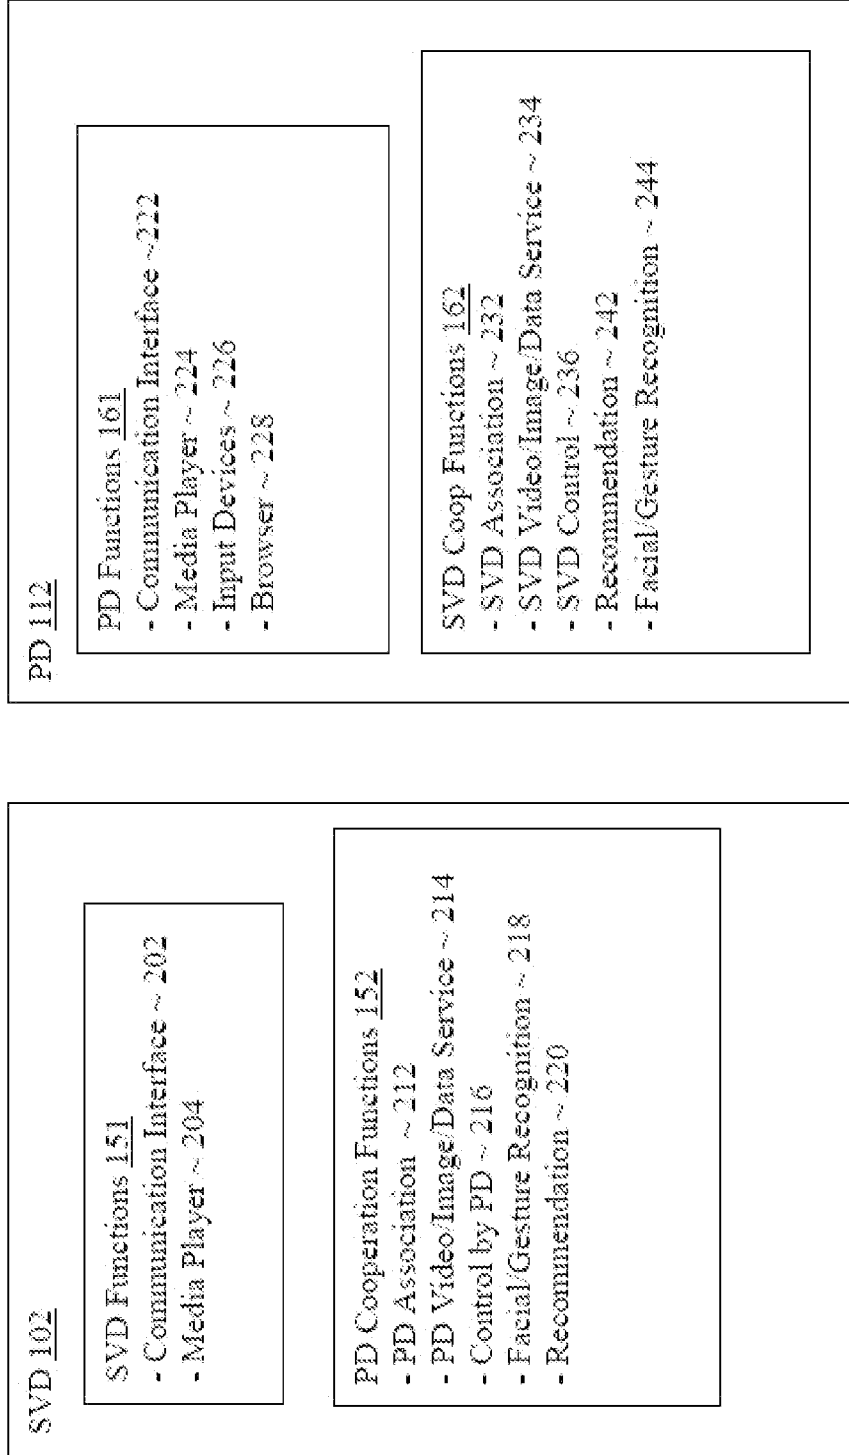 SVD 102
SVD Functions 151
- Communication Interface ~ 202
- Media Player ~ 204
PD Cooperation Functions 152
- PD Association ~ 212
- PD Video/Image/Data Service ~ 214
- Control by PD ~ 216
- Facial/Gesture Recognition ~ 218
- Recommendation ~ 220
PD 112
PD Functions 161
- Communication Interface ~222
- Media Player ~ 224
- Input Devices ~ 226
- Browser ~ 228
SVD Coop Functions 162
- SVD Association ~ 232
- SVD Video/Image/Data Service ~ 234
- SVD Control ~ 236
- Recommendation ~ 242
- Facial/Gesture Recognition ~ 244